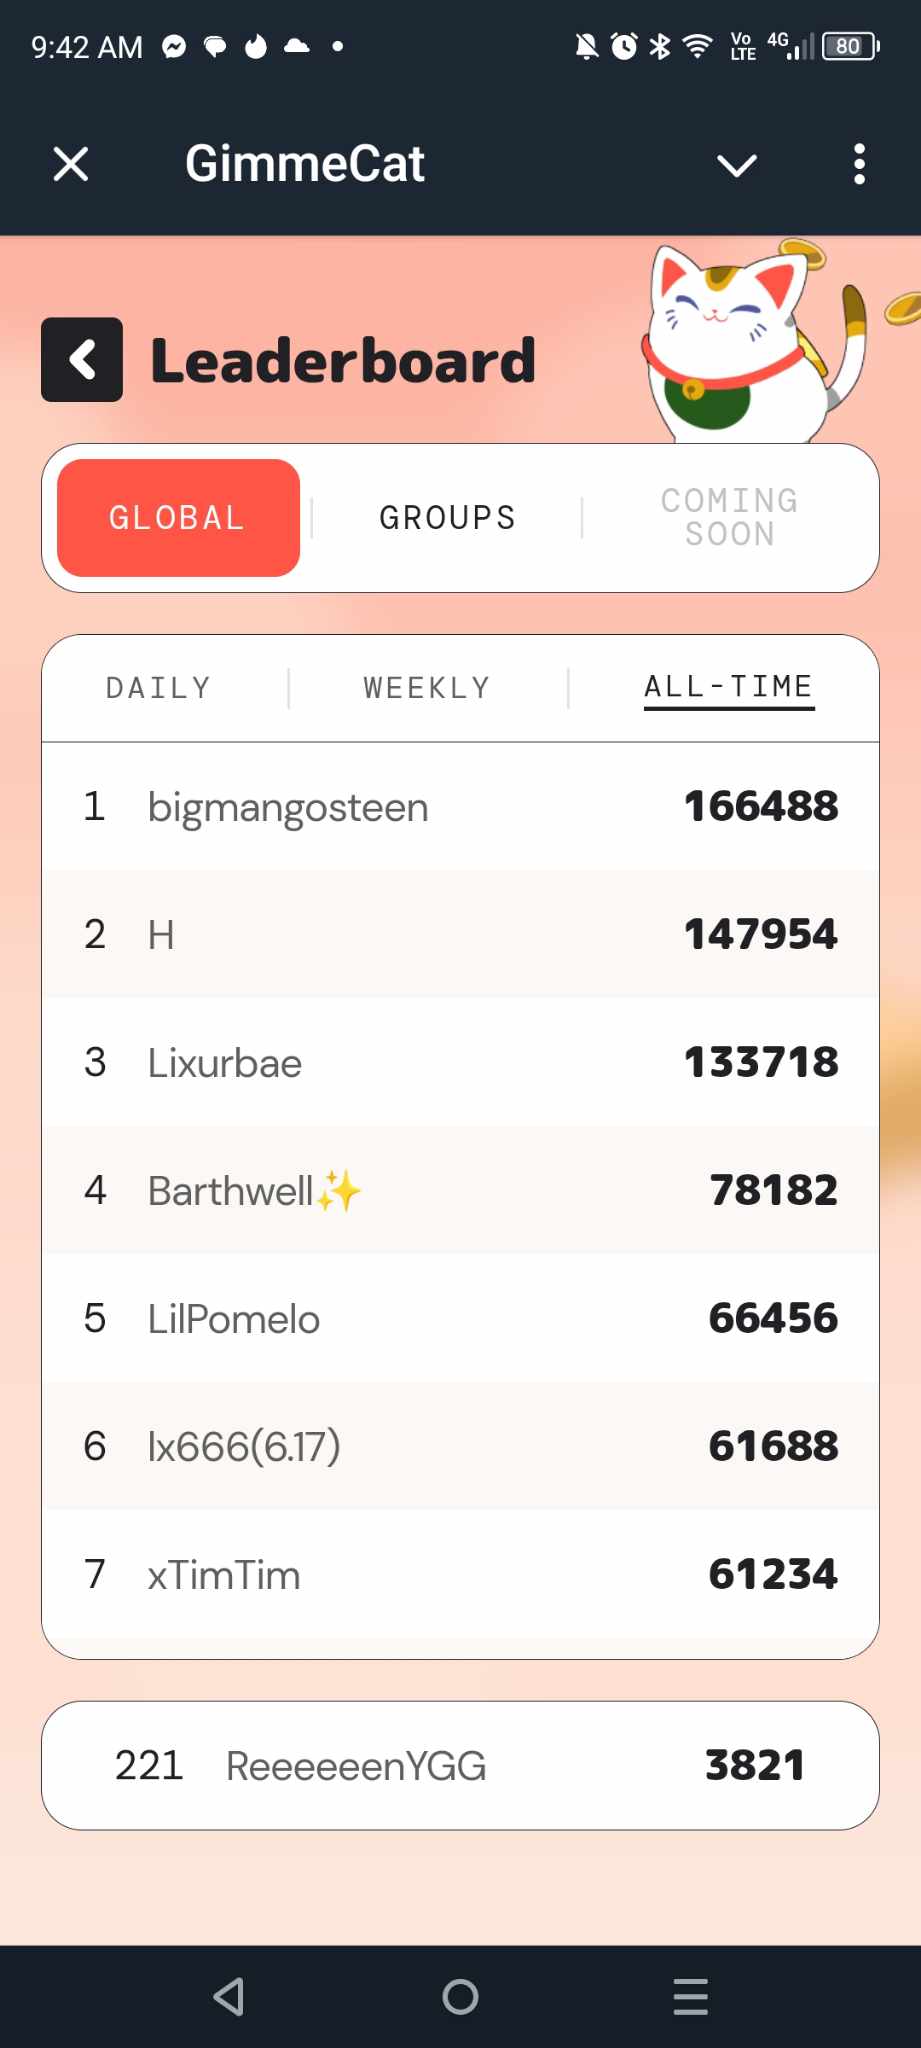 9:42 AM
Vo LTE 4G 80
GimmeCat
Leaderboard
GLOBAL GROUPS COMING SOON
DAILY WEEKLY ALL-TIME
1 bigmangosteen 166488
2 H 147954
3 Lixurbae 133718
4 Barthwell✨ 78182
5 LilPomelo 66456
6 lx666(6.17) 61688
7 xTimTim 61234
221 ReeeeeenYGG 3821